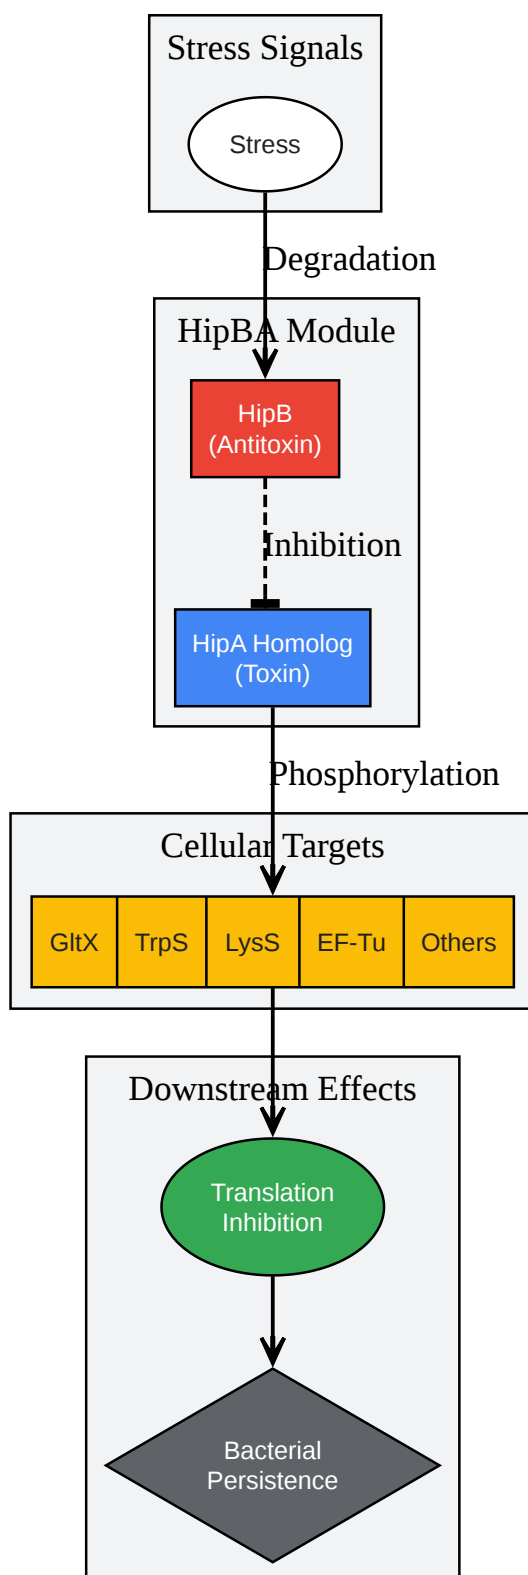 Stress Signals
Stress
Degradation
HipBA Module
HipB
(Antitoxin)
Inhibition
HipA Homolog
(Toxin)
Phosphorylation
Cellular Targets
GltX TrpS LysS EF-Tu Others
Downstream Effects
Translation
Inhibition
Bacterial
Persistence